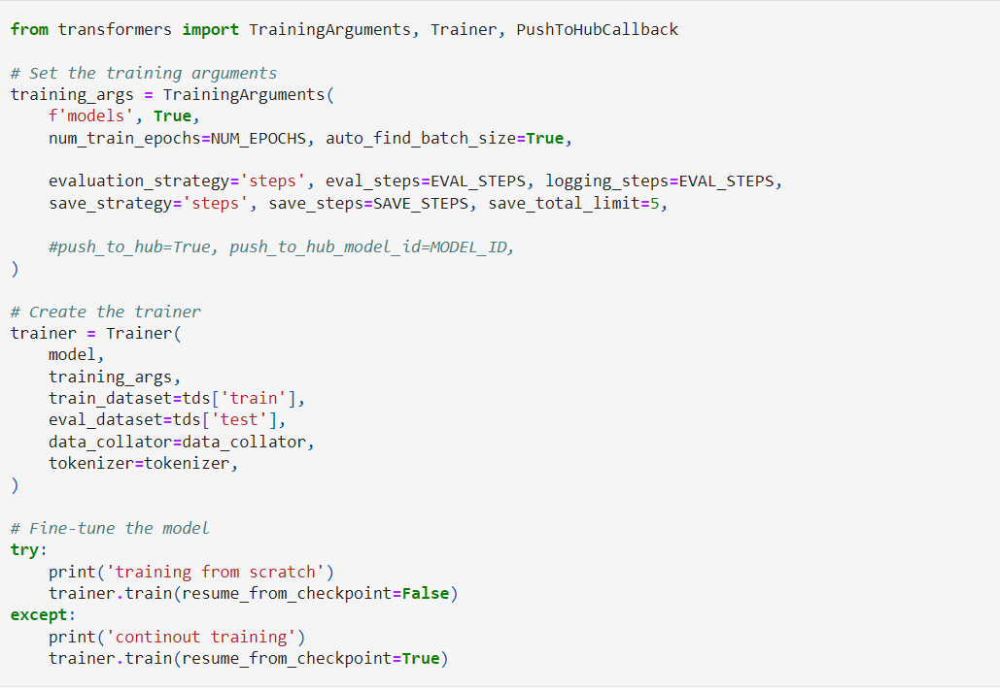 from transformers import TrainingArguments, Trainer, PushToHubCallback
# Set the training arguments
training_args = TrainingArguments(
    f'models', True,
    num_train_epochs=NUM_EPOCHS, auto_find_batch_size=True,
    evaluation_strategy='steps', eval_steps=EVAL_STEPS, logging_steps=EVAL_STEPS,
    save_strategy='steps', save_steps=SAVE_STEPS, save_total_limit=5,
    #push_to_hub=True, push_to_hub_model_id=MODEL_ID,
)
# Create the trainer
trainer = Trainer(
    model,
    training_args,
    train_dataset=tds['train'],
    eval_dataset=tds['test'],
    data_collator=data_collator,
    tokenizer=tokenizer,
)
# Fine-tune the model
try:
    print('training from scratch')
    trainer.train(resume_from_checkpoint=False)
except:
    print('continout training')
    trainer.train(resume_from_checkpoint=True)